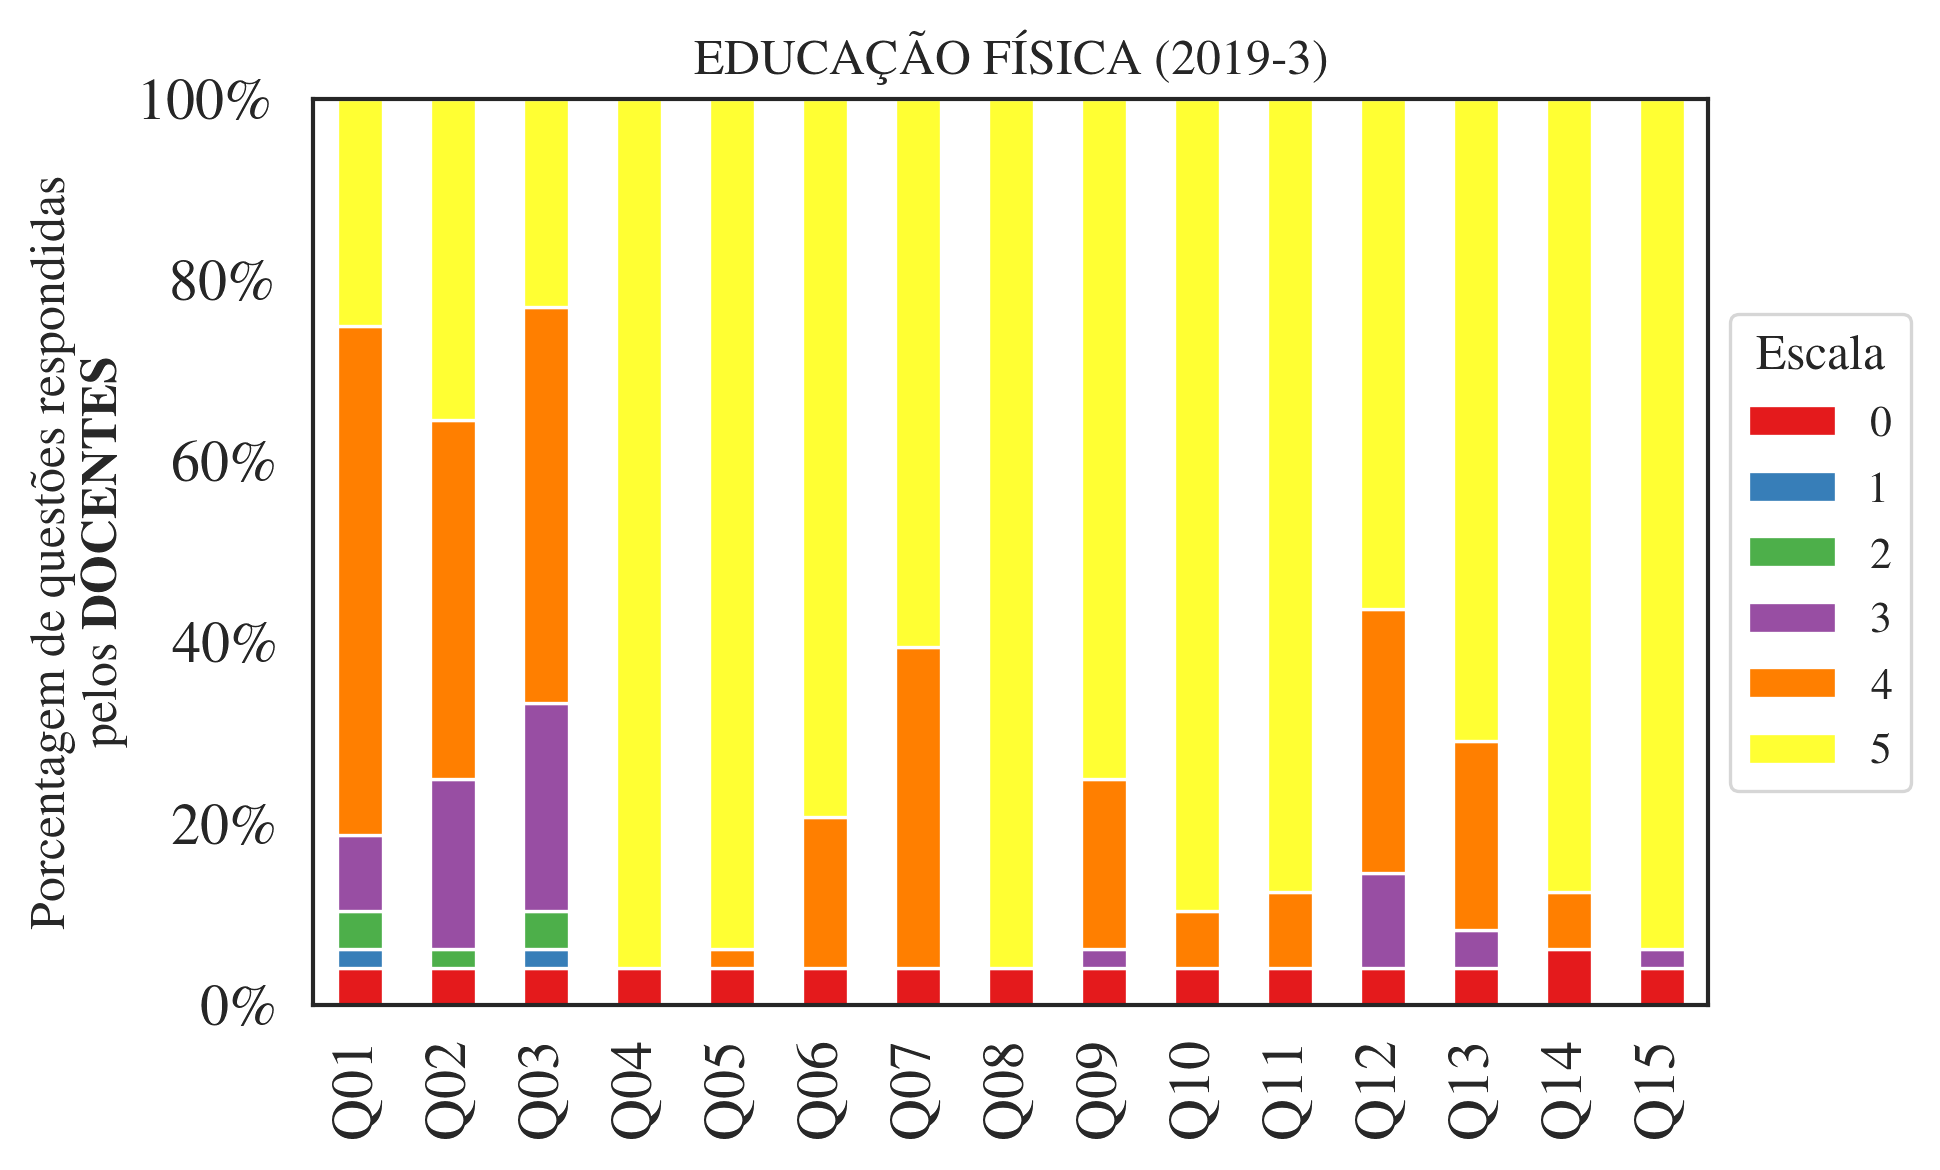 EDUCAÇÃO FÍSICA (2019-3)
Porcentagem de questões respondidas
pelos DOCENTES
100%
80%
60%
40%
20%
0%
Q01
Q02
Q03
Q04
Q05
Q06
Q07
Q08
Q09
Q10
Q11
Q12
Q13
Q14
Q15
Escala
0
1
2
3
4
5